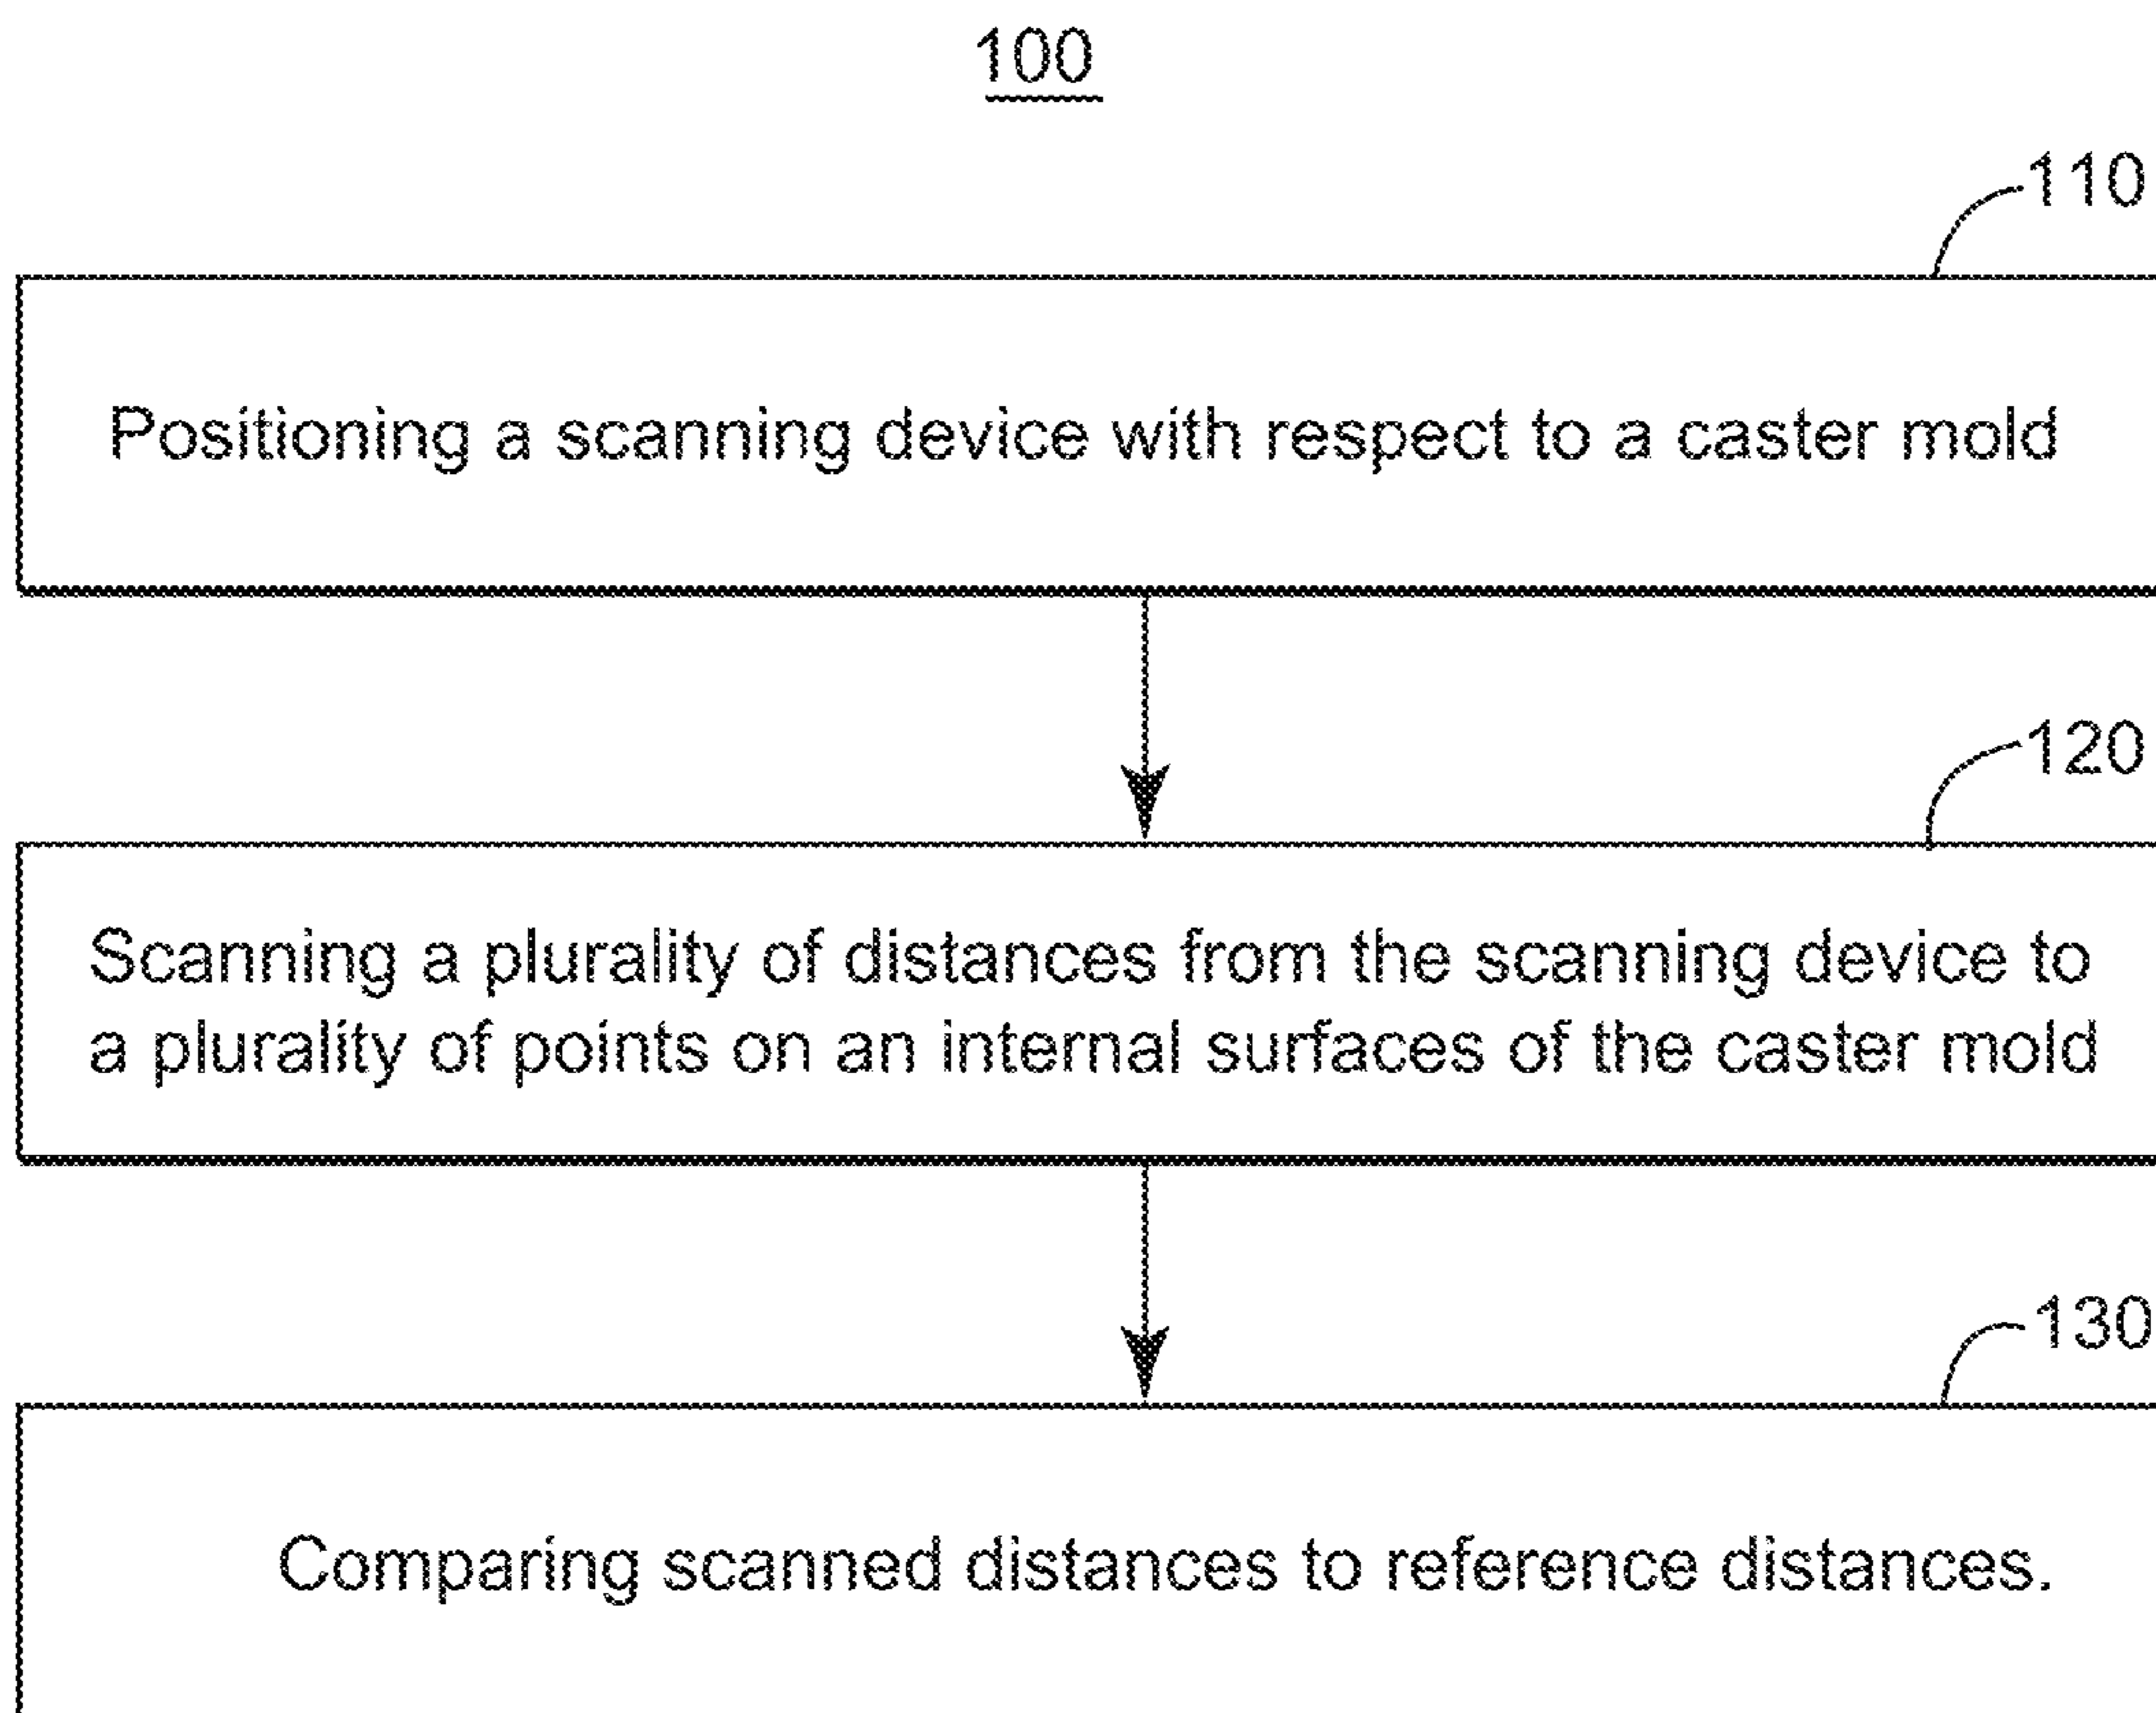 100
110
Positioning a scanning device with respect to a caster mold
120
Scanning a plurality of distances from the scanning device to
a plurality of points on an internal surfaces of the caster mold
130
Comparing scanned distances to reference distances.